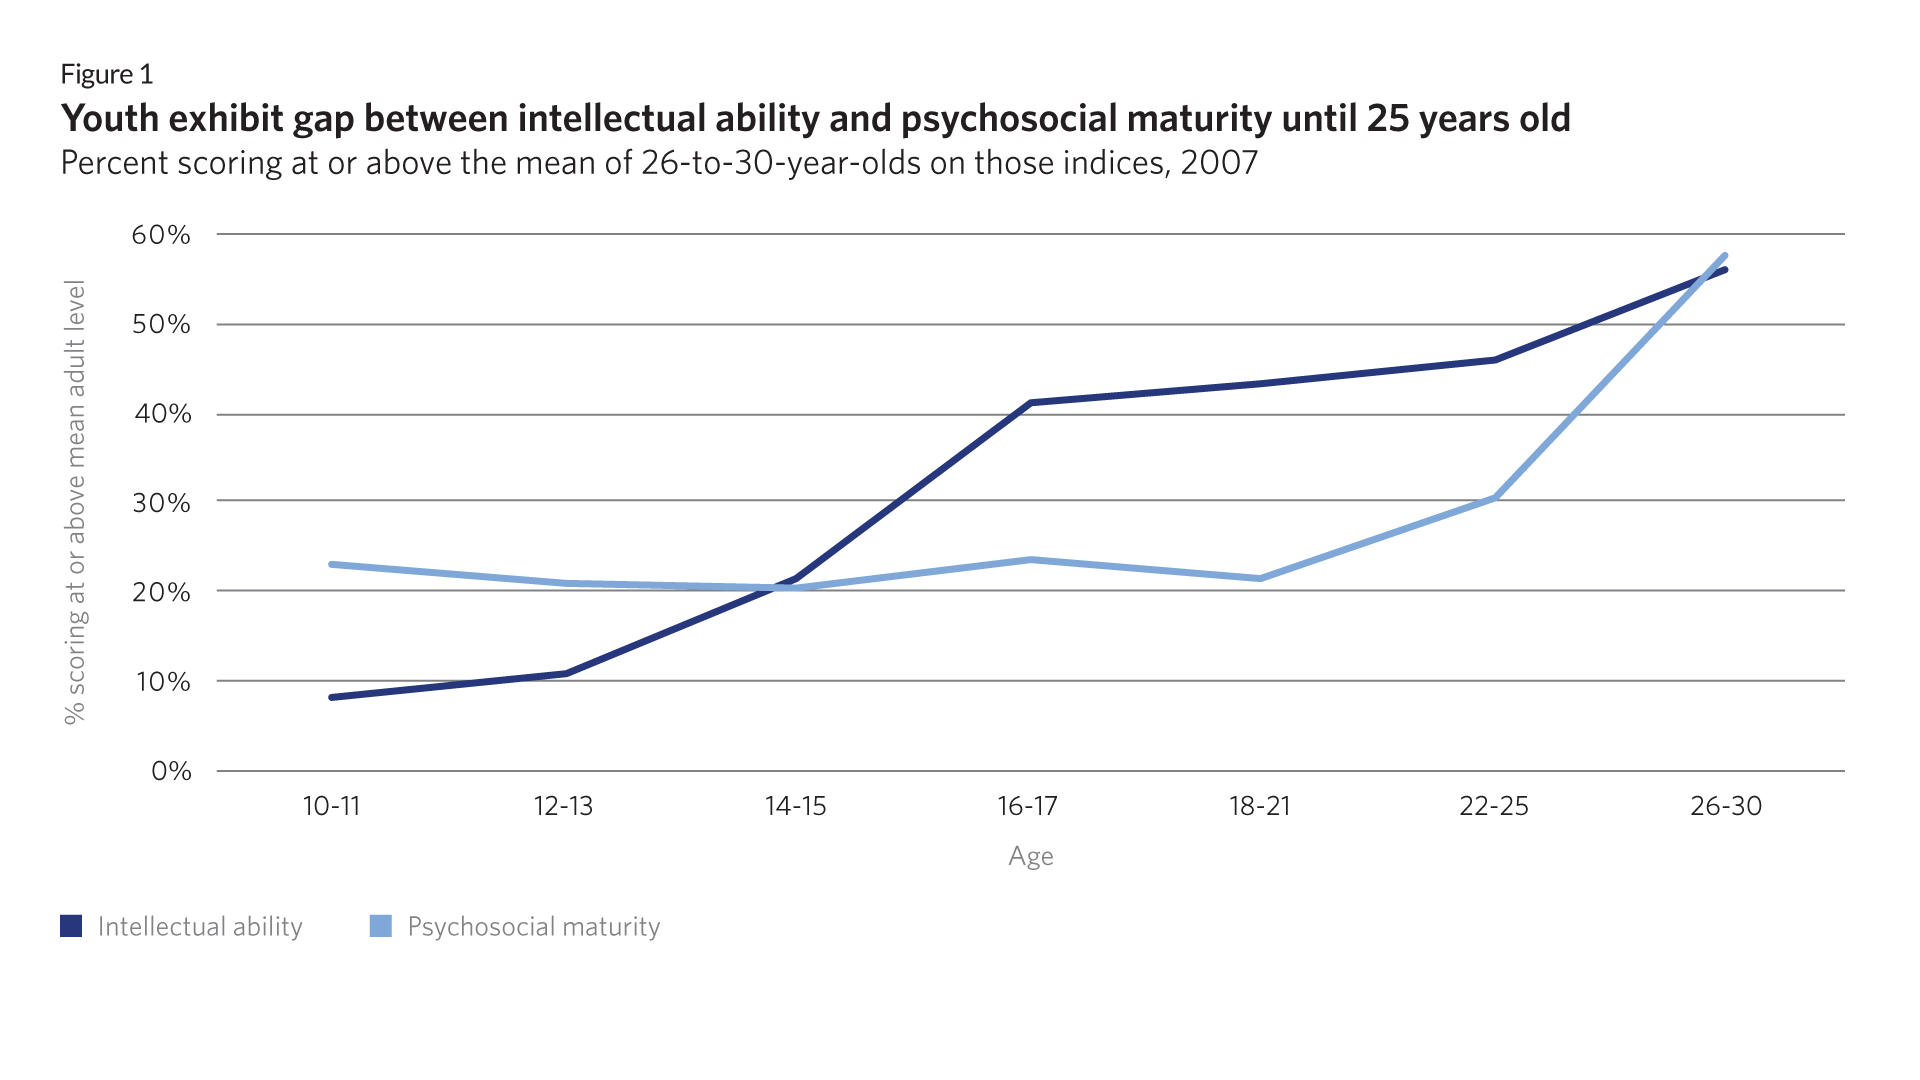 Figure 1
Youth exhibit gap between intellectual ability and psychosocial maturity until 25 years old
Percent scoring at or above the mean of 26-to-30-year-olds on those indices, 2007
% scoring at or above mean adult level
60%
50%
40%
30%
20%
10%
0%
10-11 12-13 14-15 16-17 18-21 22-25 26-30
Age
Intellectual ability Psychosocial maturity